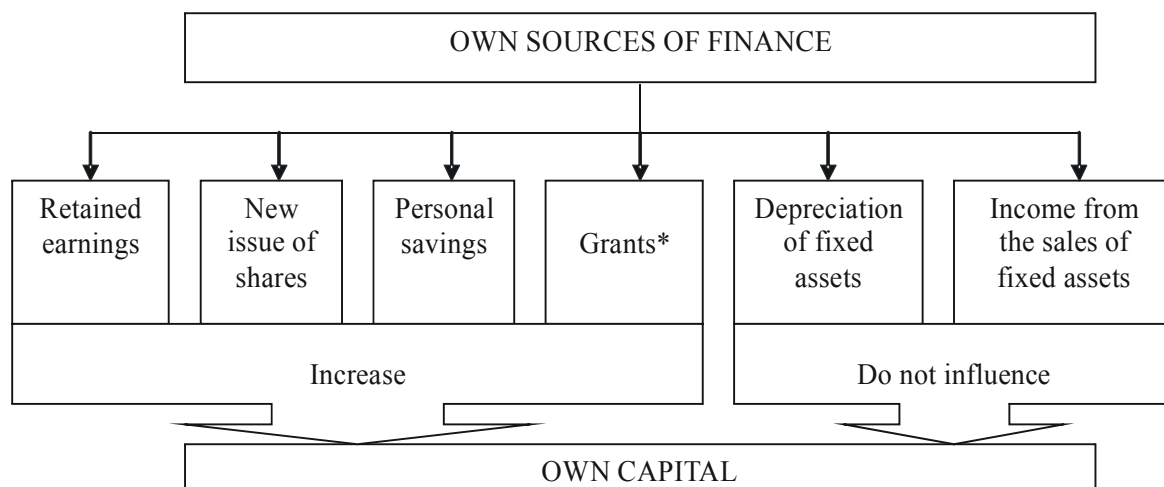 OWN SOURCES OF FINANCE
Retained
earnings
New
issue of
shares
Personal
savings
Grants*
Depreciation
of fixed
assets
Income from
the sales of
fixed assets
Increase
Do not influence
OWN CAPITAL